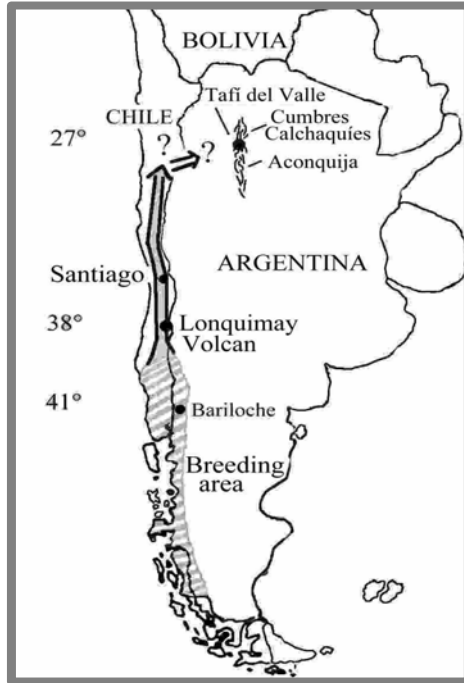 BOLIVIA
Tafí del Valle
CHILE
Cumbres
Calchaquíes
27°
?
?
Aconquija
ARGENTINA
Santiago
38°
Lonquimay
Volcan
41°
Bariloche
Breeding
area